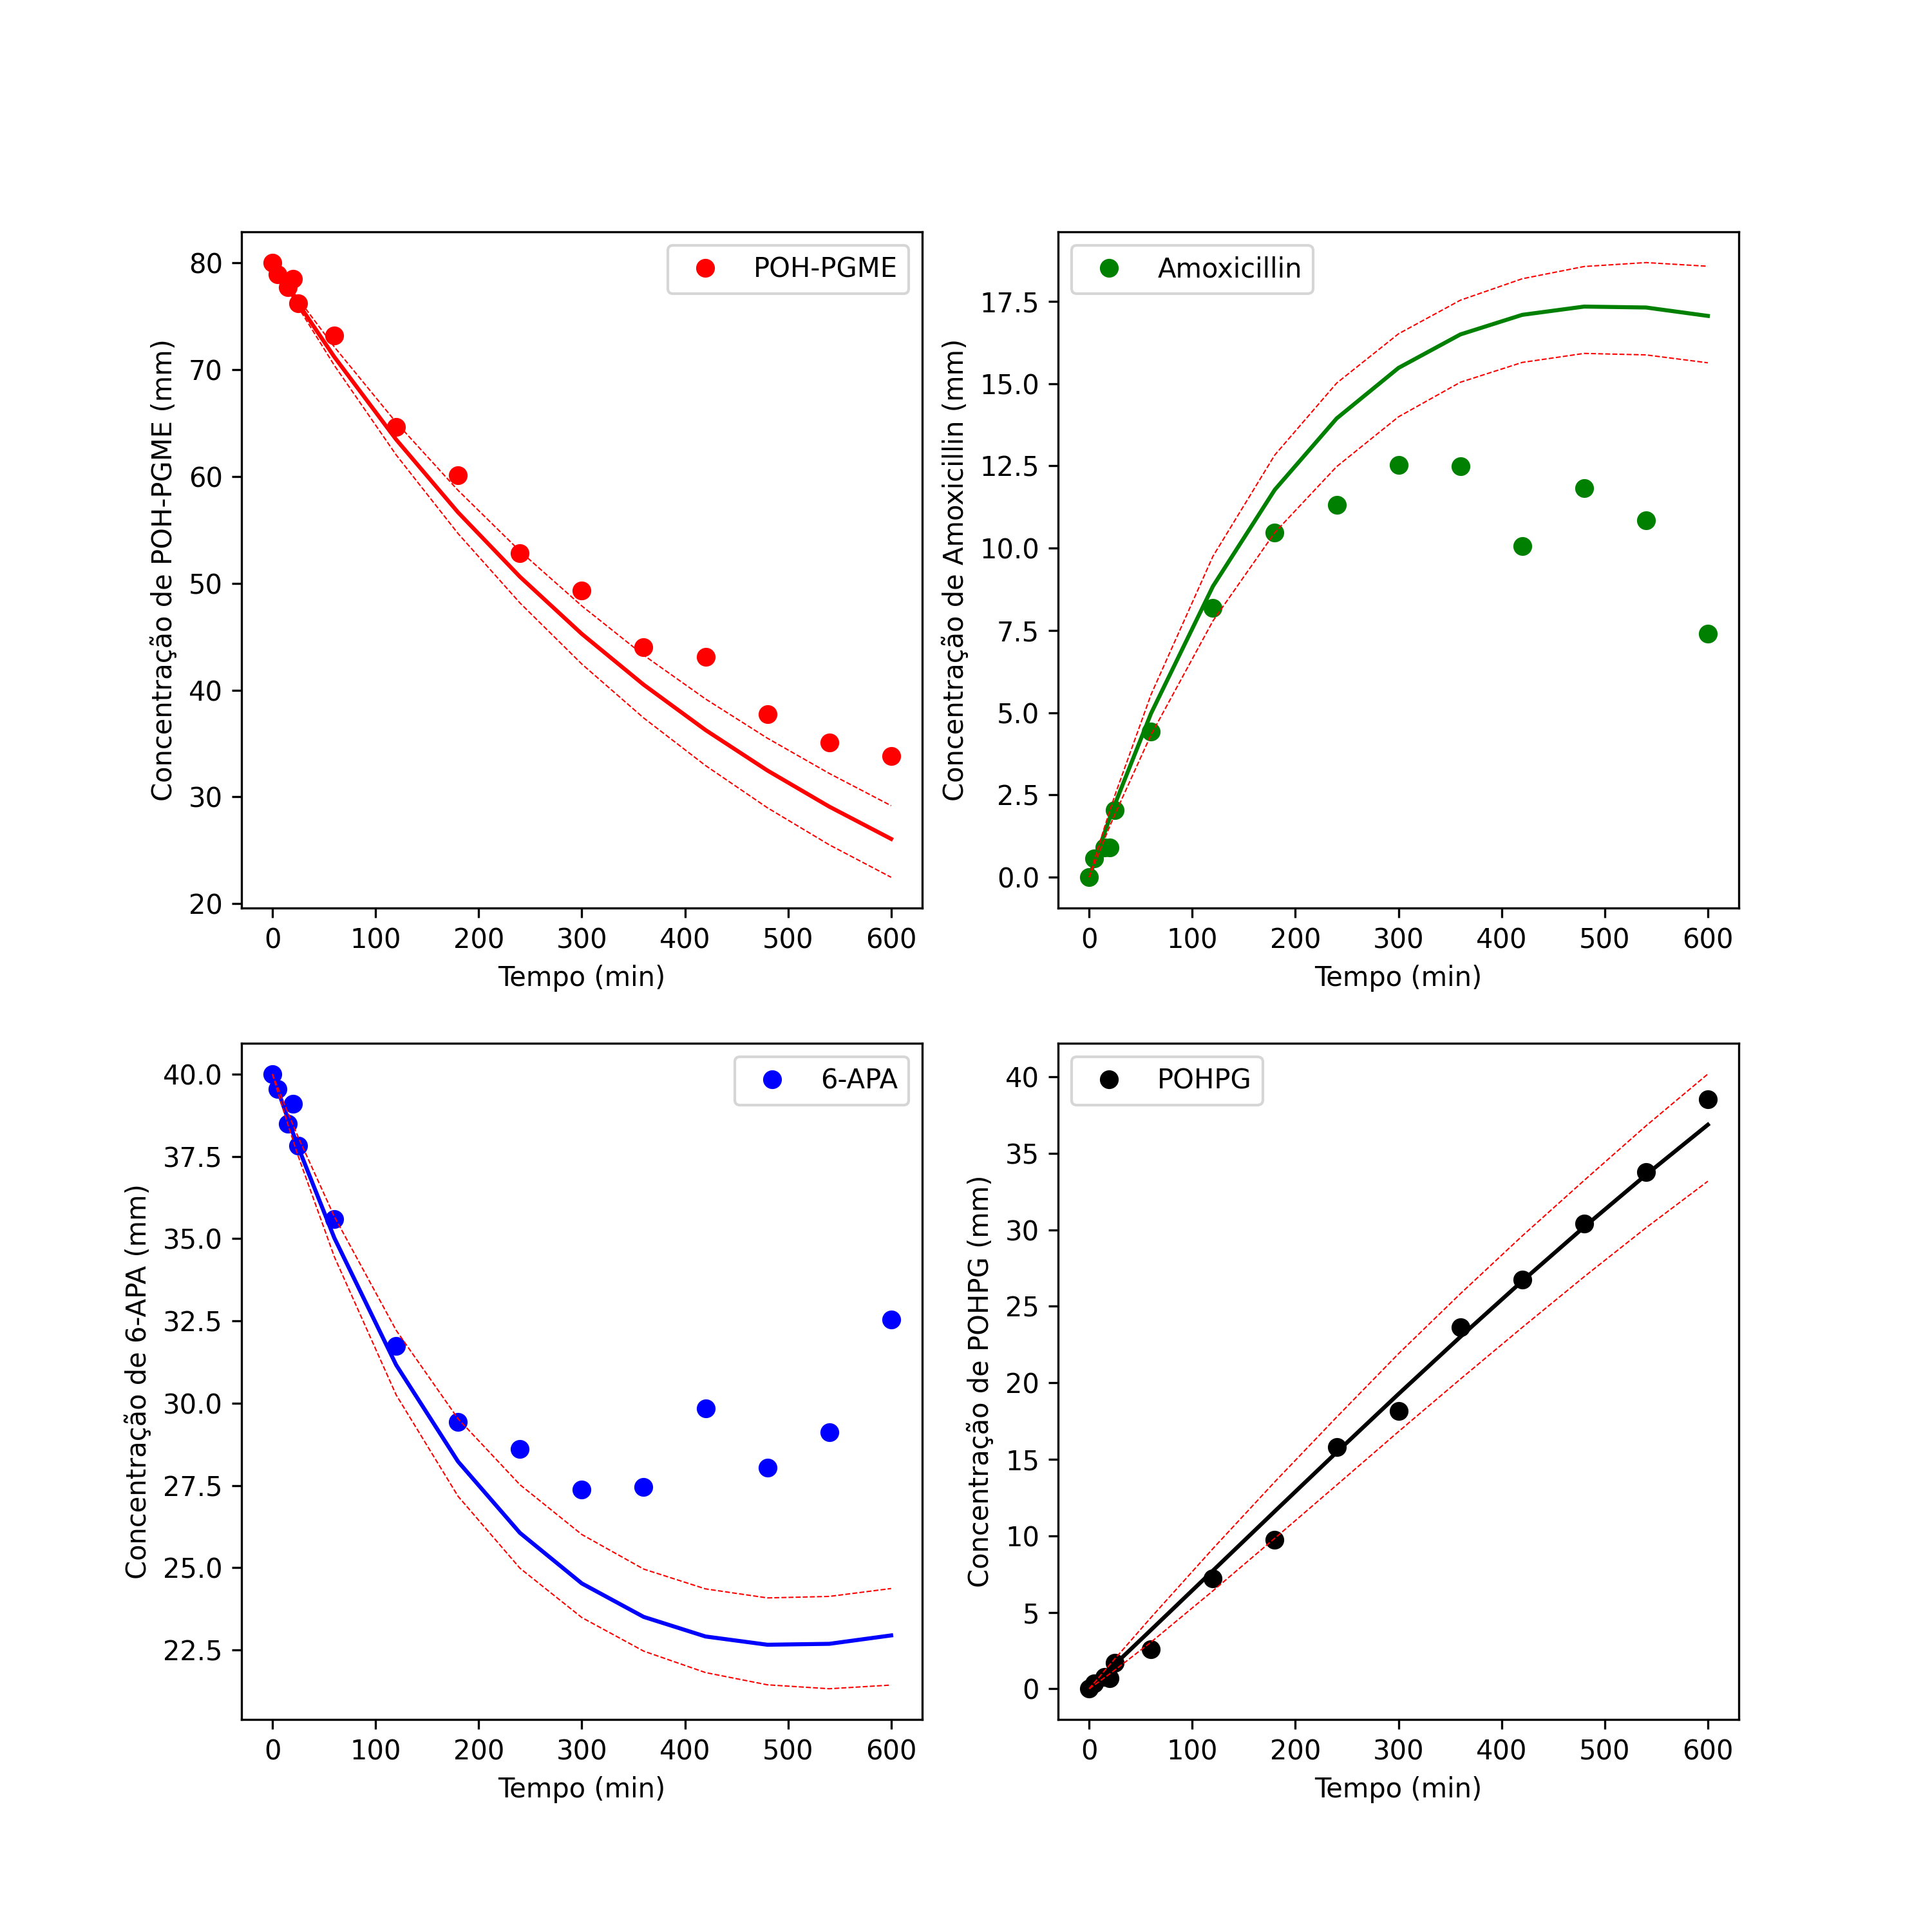 POH-PGME
Concentração de POH-PGME (mm)
80
70
60
50
40
30
20
0 100 200 300 400 500 600
Tempo (min)
Amoxicillin
Concentração de Amoxicillin (mm)
17.5
15.0
12.5
10.0
7.5
5.0
2.5
0.0
0 100 200 300 400 500 600
Tempo (min)
6-APA
Concentração de 6-APA (mm)
40.0
37.5
35.0
32.5
30.0
27.5
25.0
22.5
0 100 200 300 400 500 600
Tempo (min)
POHPG
Concentração de POHPG (mm)
40
35
30
25
20
15
10
5
0
0 100 200 300 400 500 600
Tempo (min)